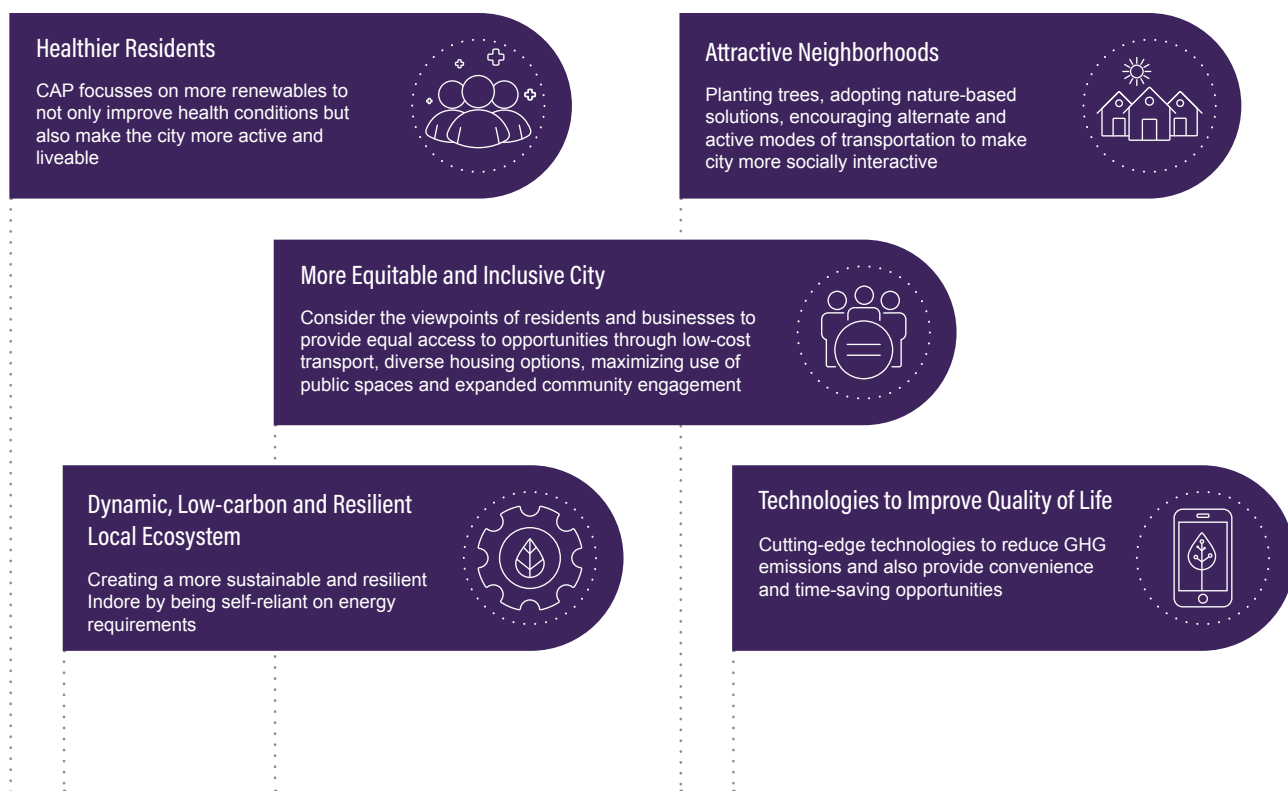 Healthier Residents
CAP focusses on more renewables to
not only improve health conditions but
also make the city more active and
liveable
Attractive Neighborhoods
Planting trees, adopting nature-based
solutions, encouraging alternate and
active modes of transportation to make
city more socially interactive
More Equitable and Inclusive City
Consider the viewpoints of residents and businesses to
provide equal access to opportunities through low-cost
transport, diverse housing options, maximizing use of
public spaces and expanded community engagement
Dynamic, Low-carbon and Resilient
Local Ecosystem
Creating a more sustainable and resilient
Indore by being self-reliant on energy
requirements
Technologies to Improve Quality of Life
Cutting-edge technologies to reduce GHG
emissions and also provide convenience
and time-saving opportunities